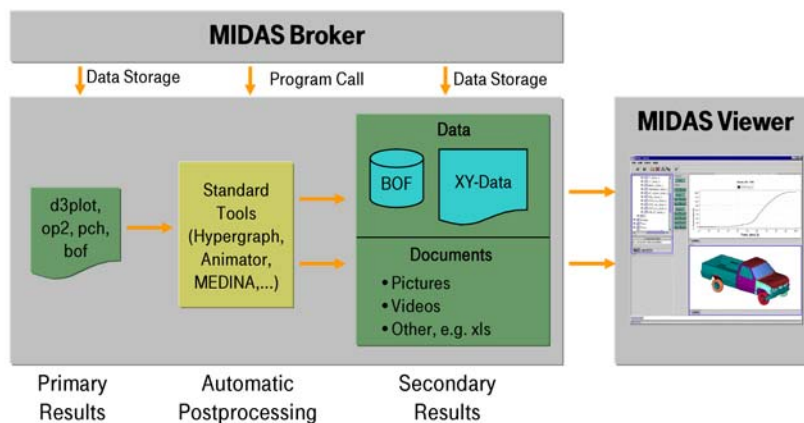 MIDAS Broker
Data Storage
Program Call
Data Storage
d3plot,
op2, pch,
bof
Standard
Tools
(Hypergraph,
Animator,
MEDINA,...)
Data
BOF
XY-Data
Documents
• Pictures
• Videos
• Other, e.g. xls
MIDAS Viewer
Primary
Results
Automatic
Postprocessing
Secondary
Results